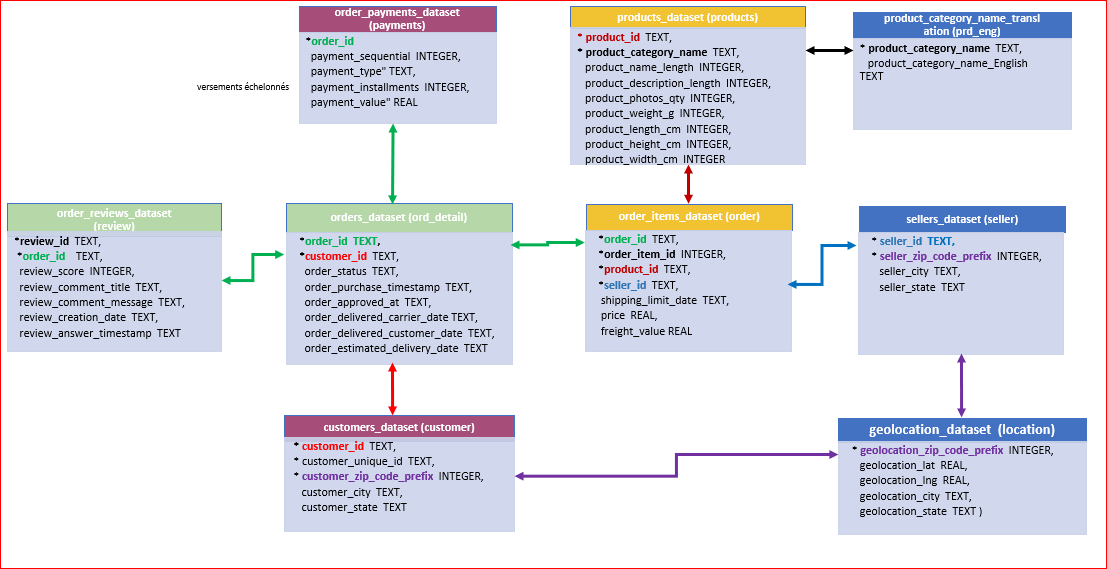 order_payments_dataset
(payments)
*order_id
payment_sequential INTEGER,
payment_type" TEXT,
payment_installments INTEGER,
payment_value" REAL
versements échelonnés
products_dataset (products)
* product_id TEXT,
* product_category_name TEXT,
product_name_length INTEGER,
product_description_length INTEGER,
product_photos_qty INTEGER,
product_weight_g INTEGER,
product_length_cm INTEGER,
product_height_cm INTEGER,
product_width_cm INTEGER
product_category_name_transl
ation (prd_eng)
* product_category_name TEXT,
product_category_name_English
TEXT
order_reviews_dataset
(review)
*review_id TEXT,
*order_id TEXT,
review_score INTEGER,
review_comment_title TEXT,
review_comment_message TEXT,
review_creation_date TEXT,
review_answer_timestamp TEXT
orders_dataset (ord_detail)
*order_id TEXT,
*customer_id TEXT,
order_status TEXT,
order_purchase_timestamp TEXT,
order_approved_at TEXT,
order_delivered_carrier_date TEXT,
order_delivered_customer_date TEXT,
order_estimated_delivery_date TEXT
order_items_dataset (order)
*order_id TEXT,
*order_item_id INTEGER,
*product_id TEXT,
*seller_id TEXT,
shipping_limit_date TEXT,
price REAL,
freight_value REAL
sellers_dataset (seller)
* seller_id TEXT,
* seller_zip_code_prefix INTEGER,
seller_city TEXT,
seller_state TEXT
customers_dataset (customer)
* customer_id TEXT,
* customer_unique_id TEXT,
* customer_zip_code_prefix INTEGER,
customer_city TEXT,
customer_state TEXT
geolocation_dataset (location)
* geolocation_zip_code_prefix INTEGER,
geolocation_lat REAL,
geolocation_lng REAL,
geolocation_city TEXT,
geolocation_state TEXT )